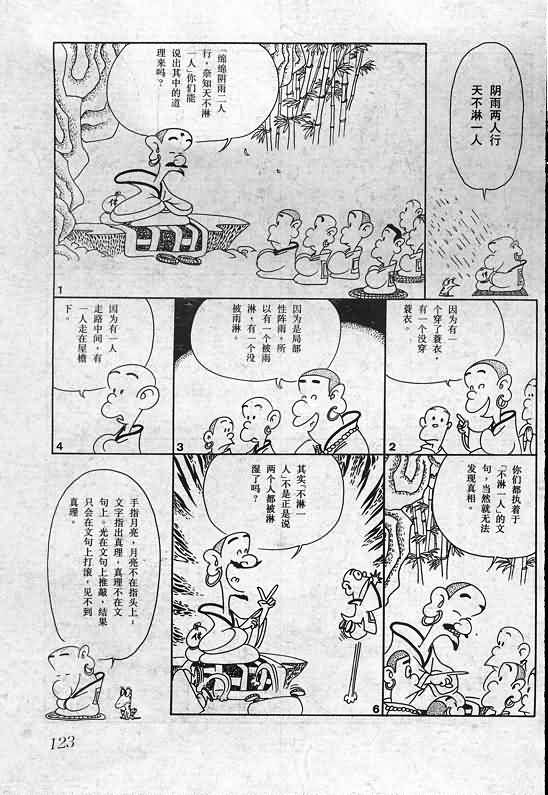 阴雨两人行
天不淋一人
「绵绵阴雨二人
行，奈知天不淋
一人」你们能
说出其中的道
理来吗？
1
因为有一
个穿了蓑衣，
有一个没穿
蓑衣。
2
因为是局部
性阵雨，所
以有一个被雨
淋，有一个没
被雨淋。
3
因为有一人
走路中间，有
一人走在屋檐
下。
4
你们都执着于
「不淋一人」的文
句，当然就无法
发现真相。
其实「不淋一
人」不是正是说
两个人都被淋
湿了吗？
6
手指月亮，月亮不在指头上；
文字指出真理，真理不在文
句上。光在文句上推敲，结果
只会在文句上打滚，见不到
真理。
123